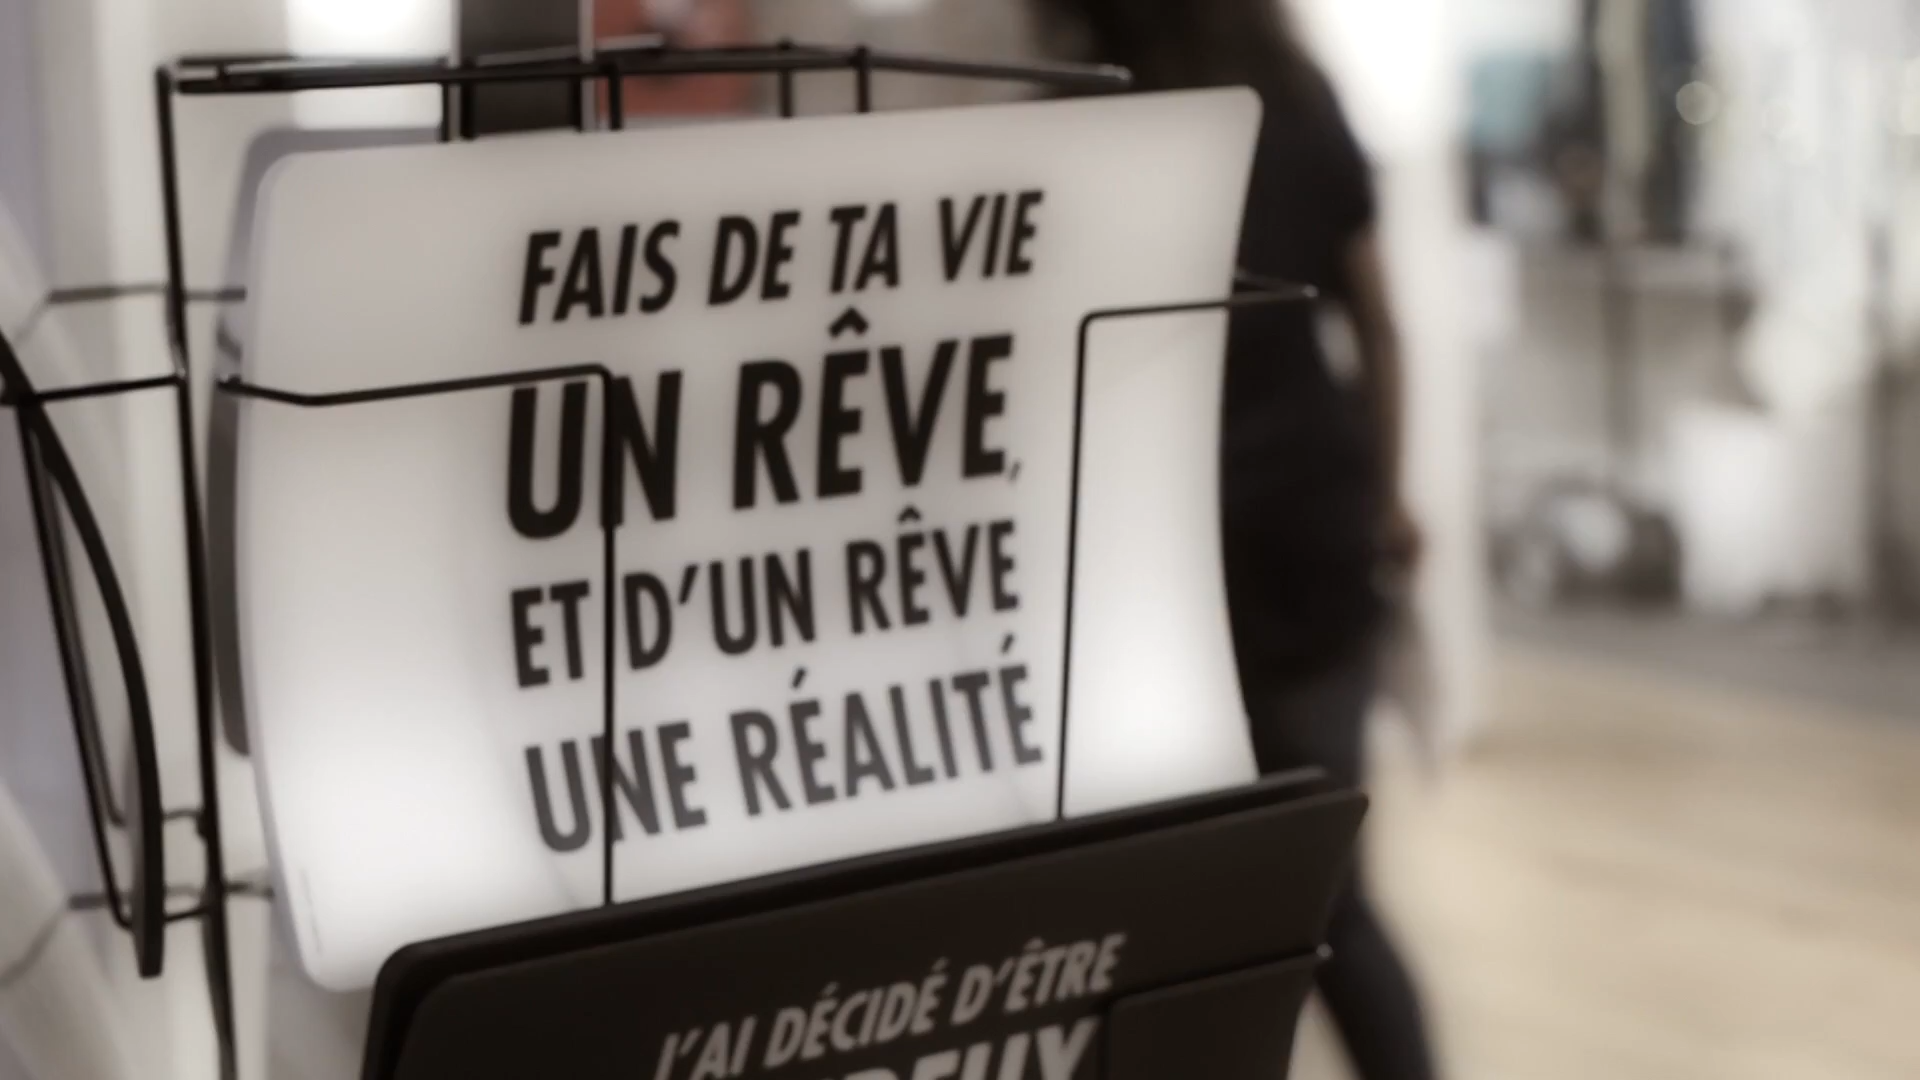 FAIS DE TA VIE
UN RÊVE,
ET D'UN RÊVE
UNE RÉALITÉ
J'AI DÉCIDÉ D'ÊTRE